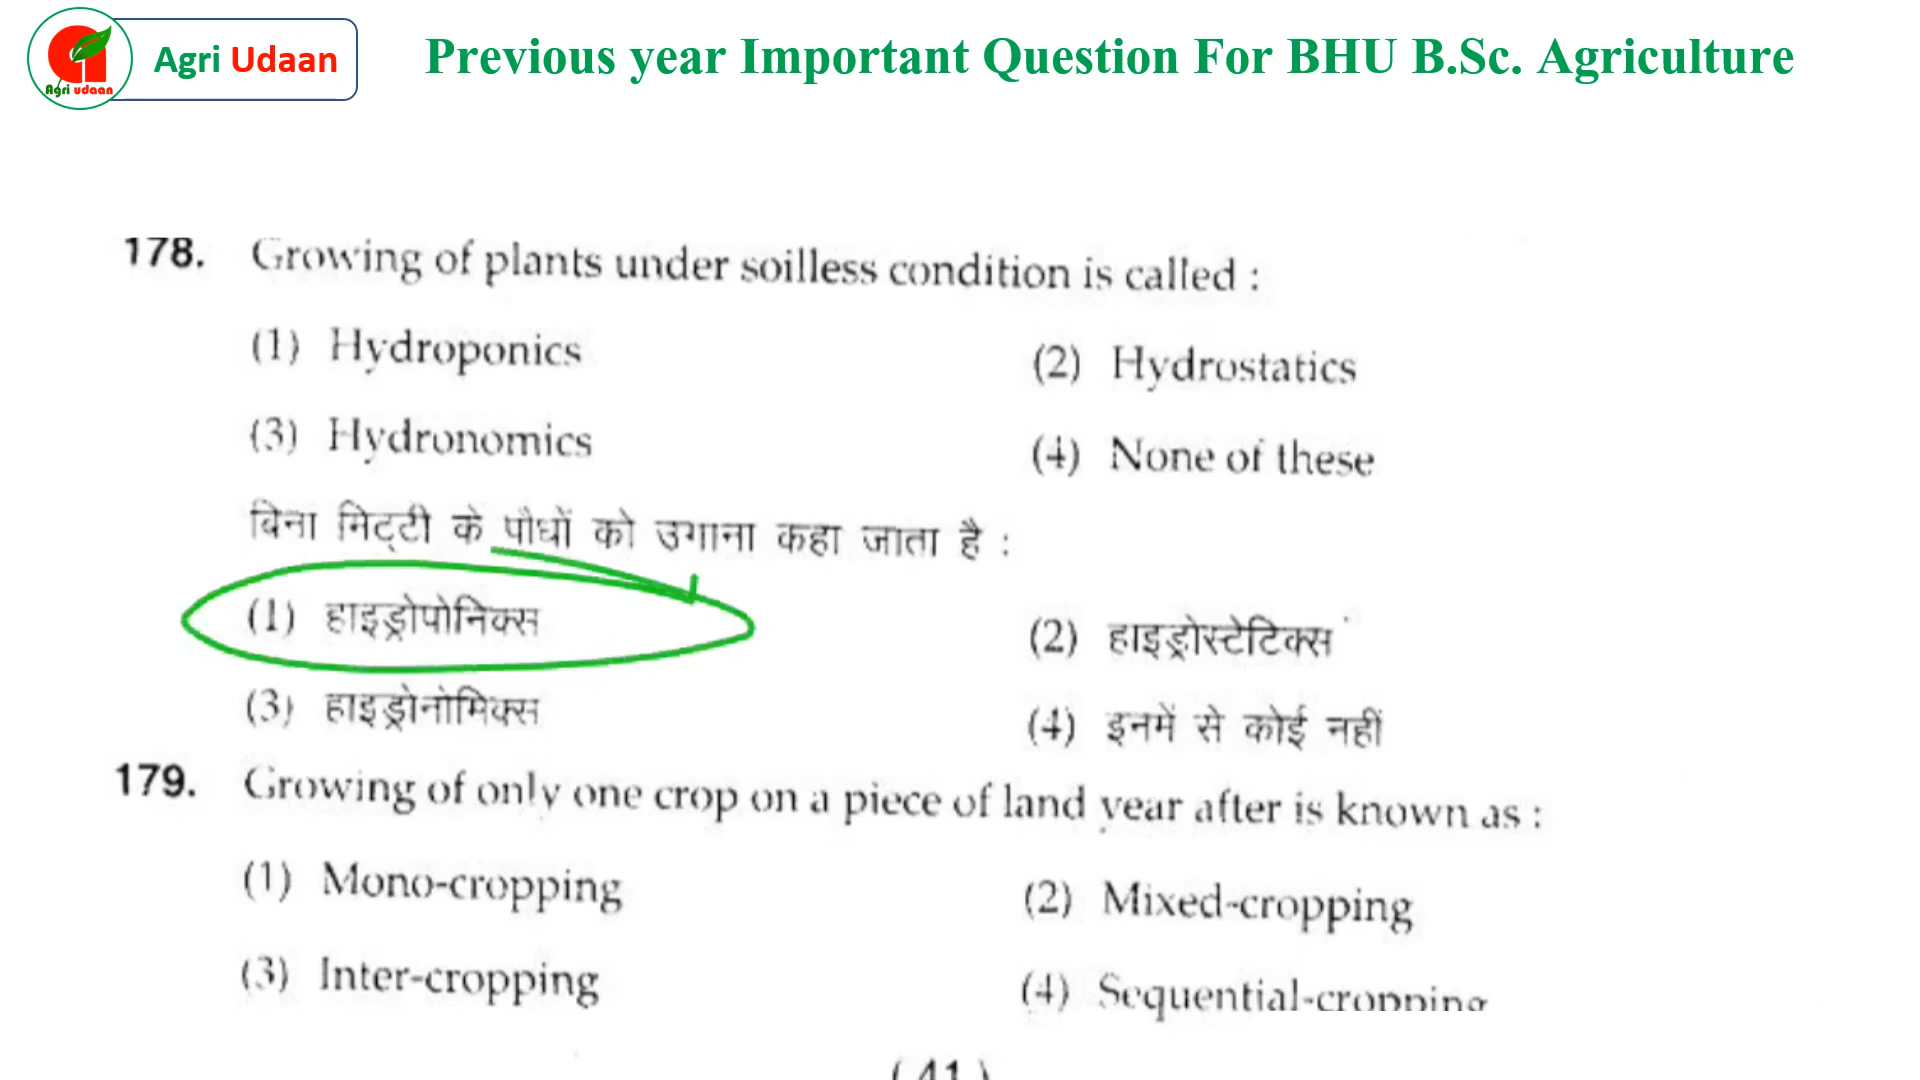 Agri Udaan
Agri udaan
Previous year Important Question For BHU B.Sc. Agriculture
178. Growing of plants under soilless condition is called :
(1) Hydroponics (2) Hydrostatics
(3) Hydronomics (4) None of these
बिना मिट्टी के पौधों को उगाना कहा जाता है :
(1) हाइड्रोपोनिक्स (2) हाइड्रोस्टेटिक्स
(3) हाइड्रोनोमिक्स (4) इनमें से कोई नहीं
179. Growing of only one crop on a piece of land year after is known as :
(1) Mono-cropping (2) Mixed-cropping
(3) Inter-cropping (4) Sequential-cropping
( 41 )